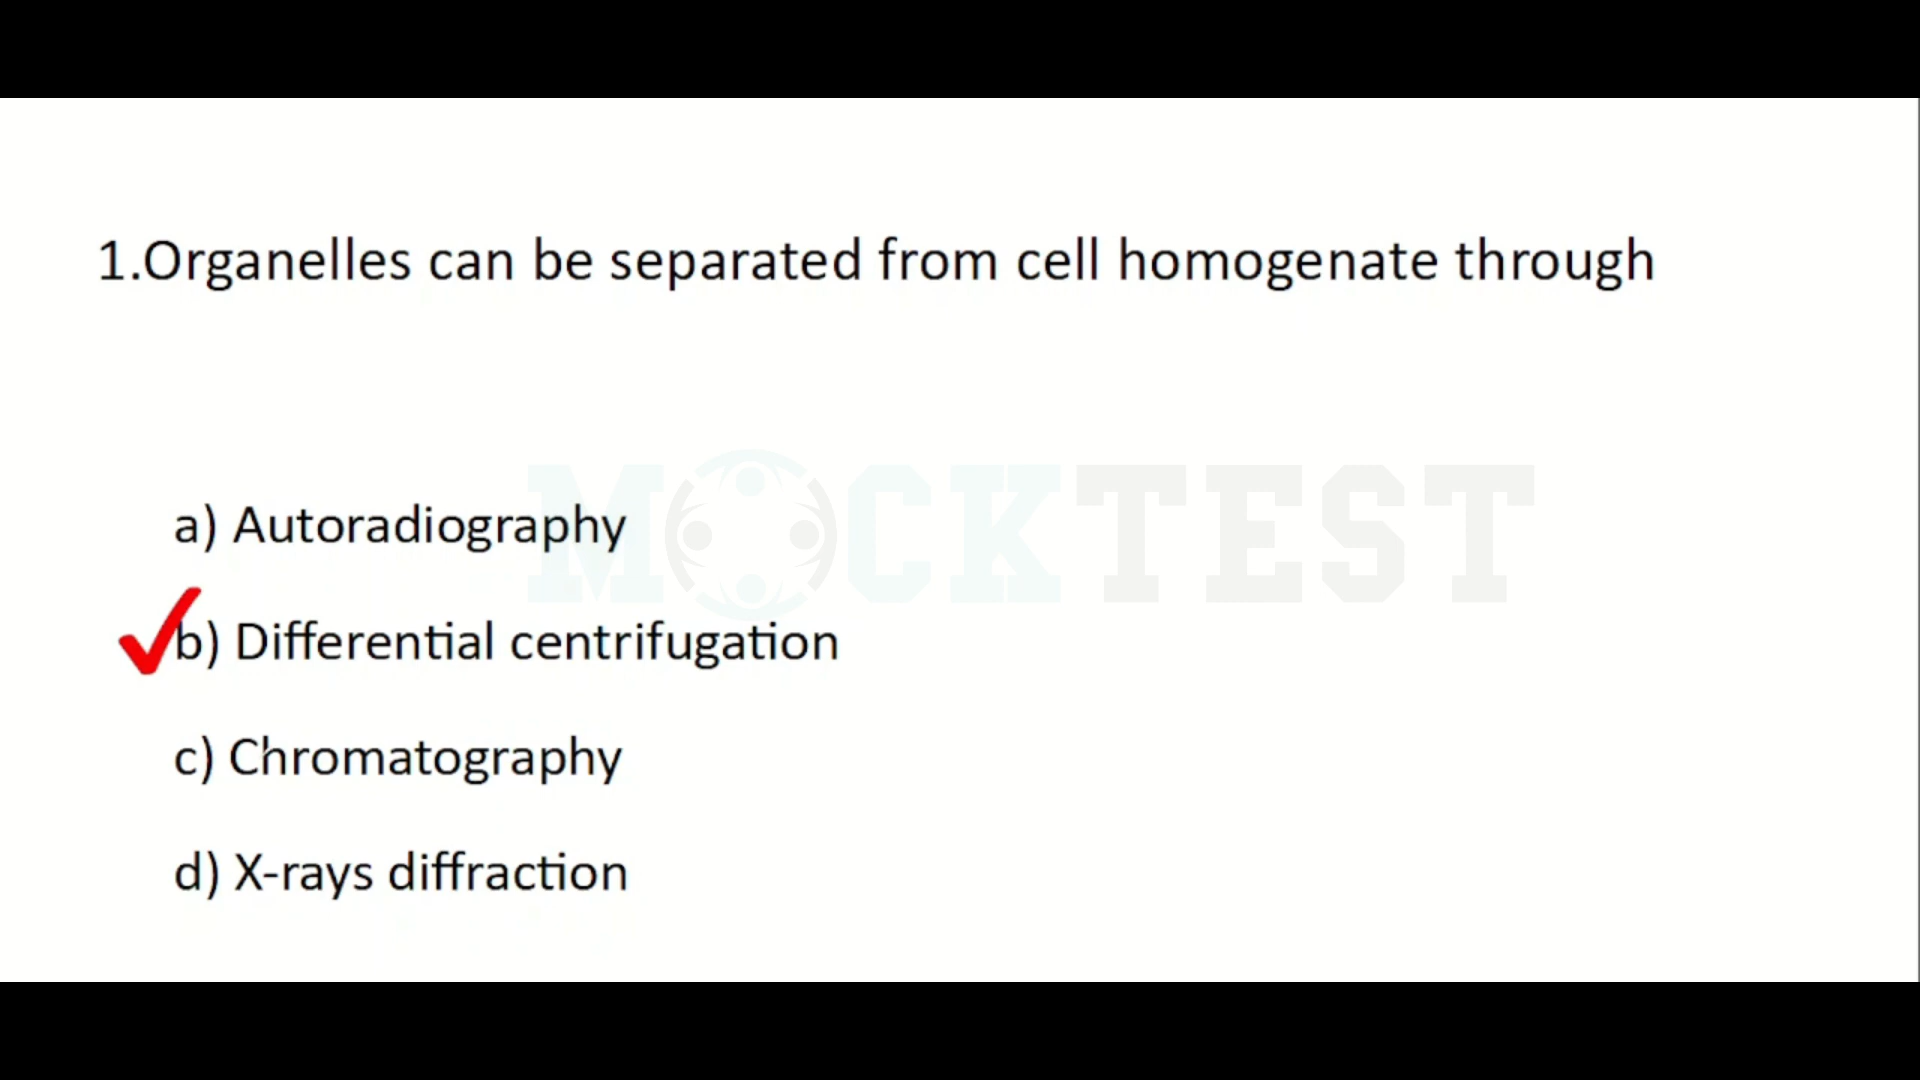 1.Organelles can be separated from cell homogenate through
MOCKTEST
a) Autoradiography
b) Differential centrifugation
c) Chromatography
d) X-rays diffraction